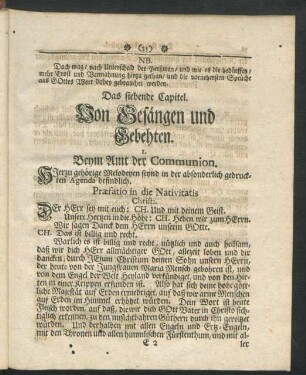 (35)
NB.
Doch mag / nach Unterschied der Personen / und wie sie es bedörffen /
mehr Trost und Vermahnung hinzu gethan / und die vornehmsten Sprüche
aus GOttes Wort dabey gebrauchet werden.
Das siebende Capitel.
Von Gesängen und
Gebehten.
I.
Beym Amt der Communion.
Hierzu gehörige Melodeyen seynd in der absonderlich gedruck-
ten Agenda befindlich.
Præfatio in die Nativitatis
Christi.
DEr HErr sey mit euch: CH. Und mit deinem Geist.
Unsere Hertzen in die Höhe: CH. Heben wir zum HErrn.
Wir sagen Danck dem HErrn unserm GOtte.
CH. Das ist billig und recht.
Warlich es ist billig und recht, nützlich und auch heilsam,
daß wir dich HErr allmächtiger GOtt, allezeit loben und dir
dancken, durch JEsum Christum deinen Sohn unsern HErrn,
der heute von der Jungfrauen Maria Mensch gebohren ist, und
von dem Engel der Welt Heyland verkündiget, und von den Hir-
ten in einer Krippen erfunden ist. Also hat sich deine hohe gött-
liche Majestät auf Erden erniedriget, auf daß wir arme Menschen
auf Erden im Himmel erhöhet würden. Dein Wort ist heute
Fleisch worden, auf daß, die wir dich GOtt Vater in Christo sich-
tiglich erkennen, zu den unsichtbahren Güthern durch ihn gereitzet
würden. Und derhalben mit allen Engeln und Ertz-Engeln,
mit den Thronen und allen himmlischen Fürstenthum, und mit al-
E 2 ler